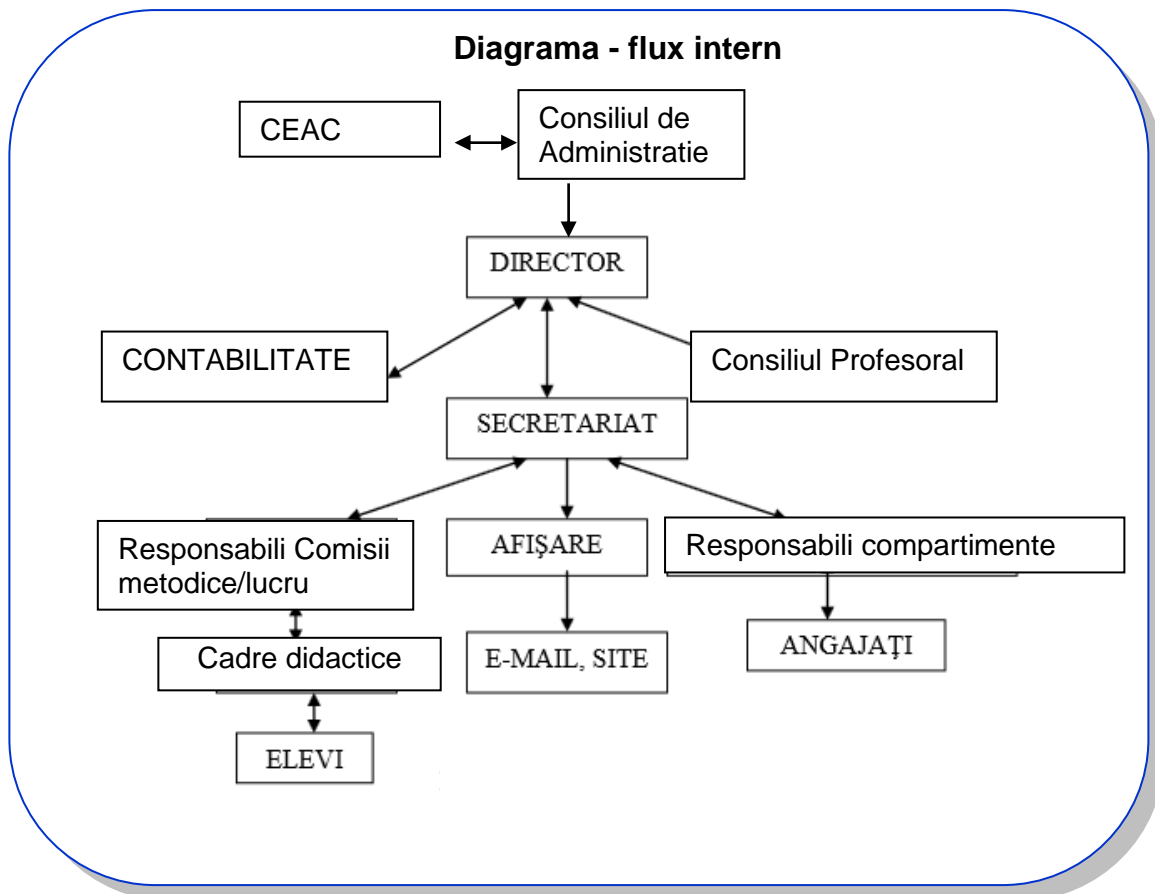 Diagrama - flux intern
CEAC
Consiliul de
Administratie
DIRECTOR
CONTABILITATE
Consiliul Profesoral
SECRETARIAT
Responsabili Comisii
metodice/lucru
AFIŞARE
Responsabili compartimente
Cadre didactice
E-MAIL, SITE
ANGAJAŢI
ELEVI